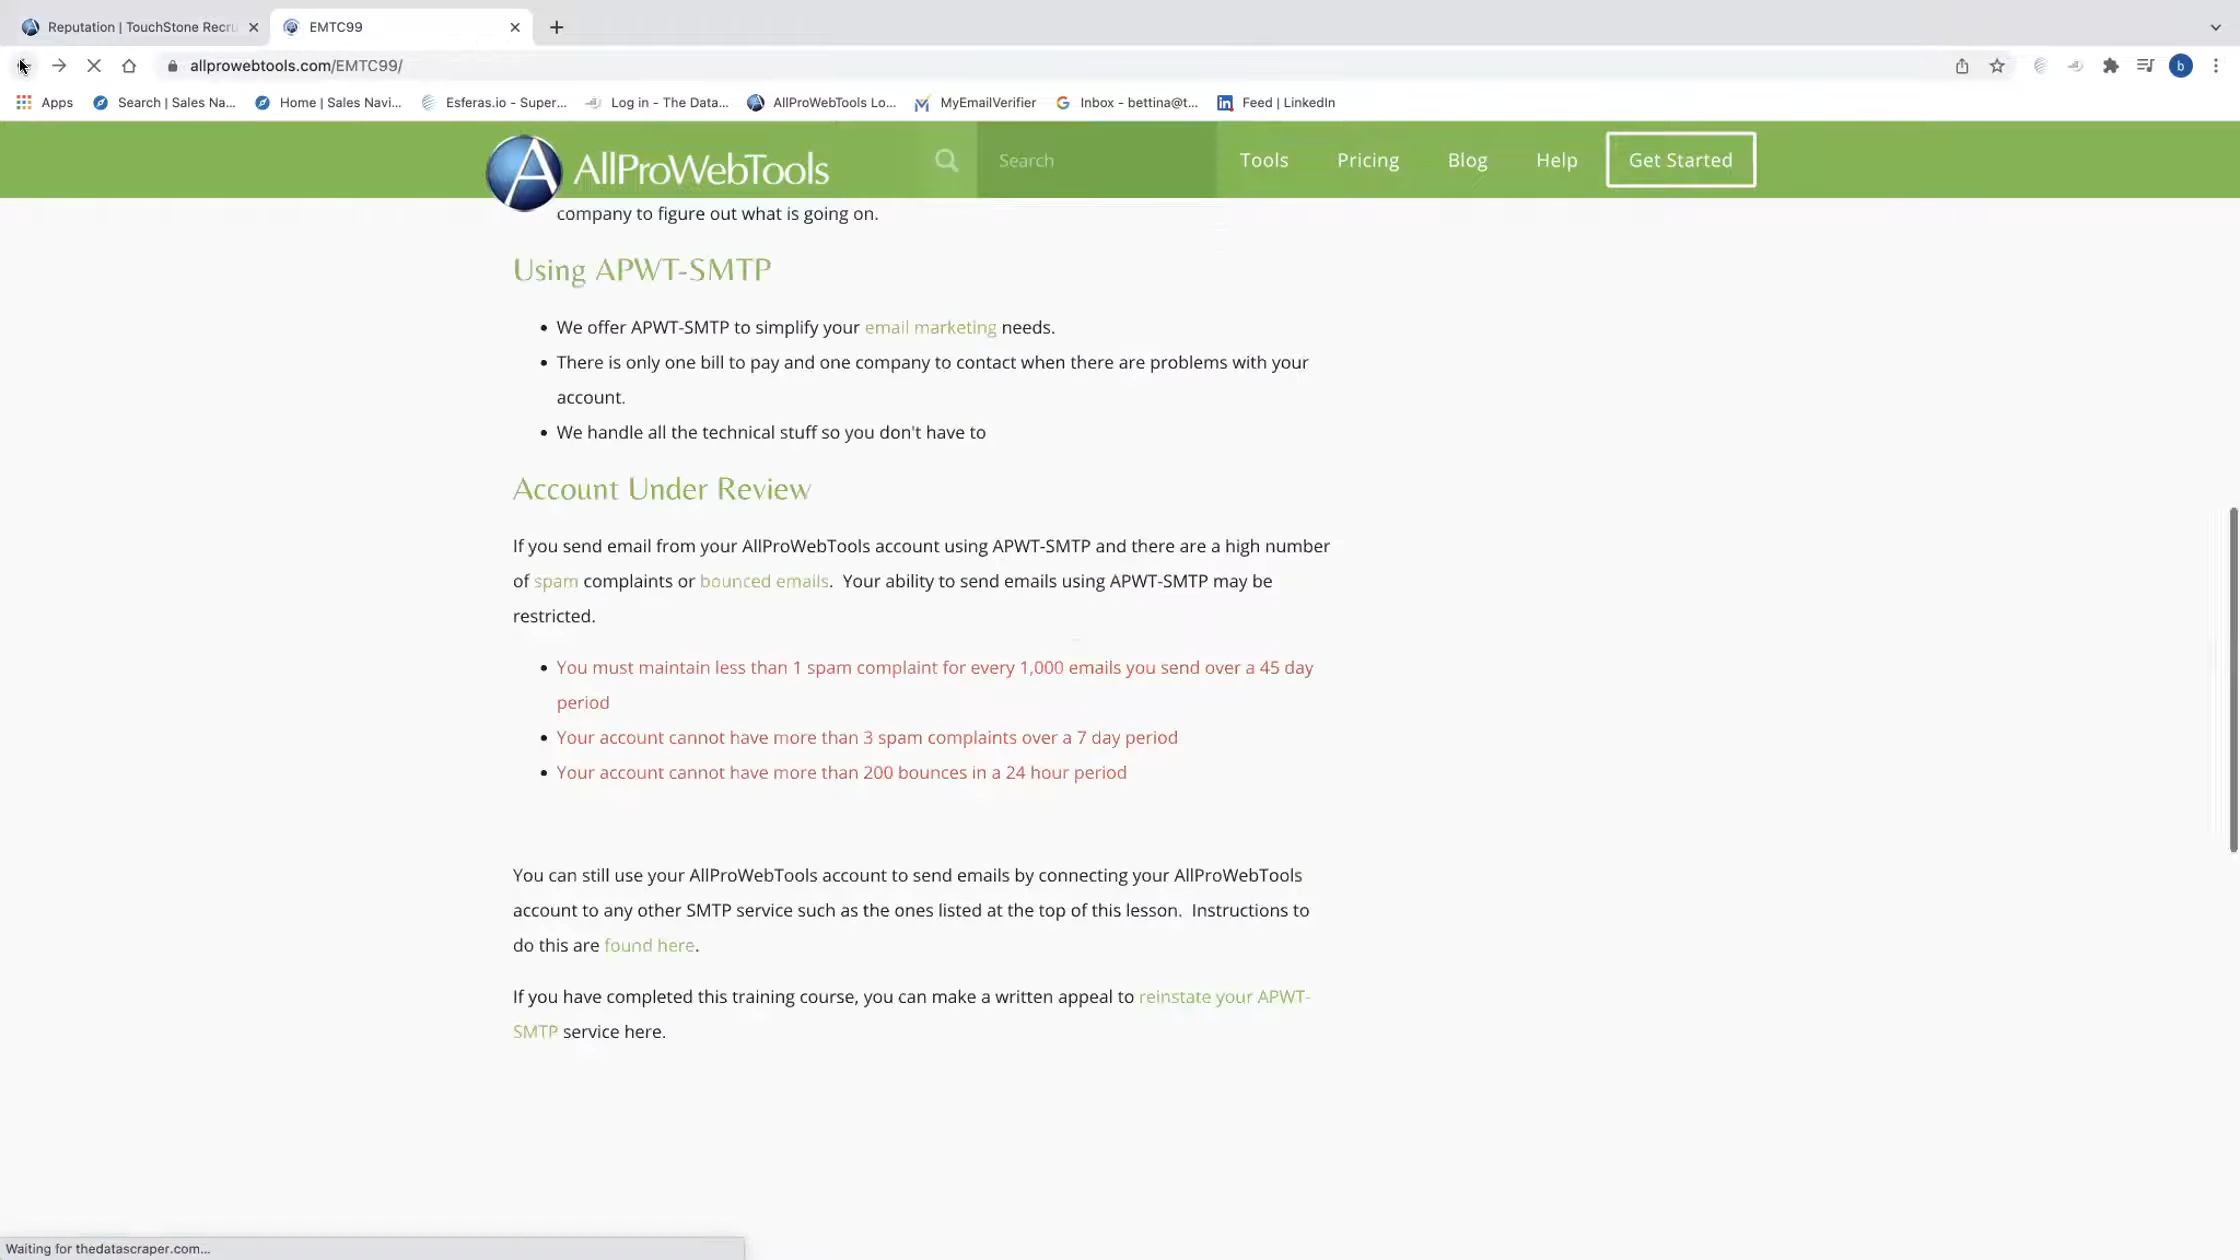 Reputation | TouchStone Recru
EMTC99
allprowebtools.com/EMTC99/
b
Apps
Search | Sales Na...
Home | Sales Navi...
Esferas.io - Super...
Log in - The Data...
AllProWebTools Lo...
MyEmailVerifier
Inbox - bettina@t...
Feed | LinkedIn
AllProWebTools
Search
Tools
Pricing
Blog
Help
Get Started
company to figure out what is going on.
Using APWT-SMTP
• We offer APWT-SMTP to simplify your email marketing needs.
• There is only one bill to pay and one company to contact when there are problems with your
account.
• We handle all the technical stuff so you don't have to
Account Under Review
If you send email from your AllProWebTools account using APWT-SMTP and there are a high number
of spam complaints or bounced emails.  Your ability to send emails using APWT-SMTP may be
restricted.
• You must maintain less than 1 spam complaint for every 1,000 emails you send over a 45 day
period
• Your account cannot have more than 3 spam complaints over a 7 day period
• Your account cannot have more than 200 bounces in a 24 hour period
You can still use your AllProWebTools account to send emails by connecting your AllProWebTools
account to any other SMTP service such as the ones listed at the top of this lesson.  Instructions to
do this are found here.
If you have completed this training course, you can make a written appeal to reinstate your APWT-
SMTP service here.
Waiting for thedatascraper.com...